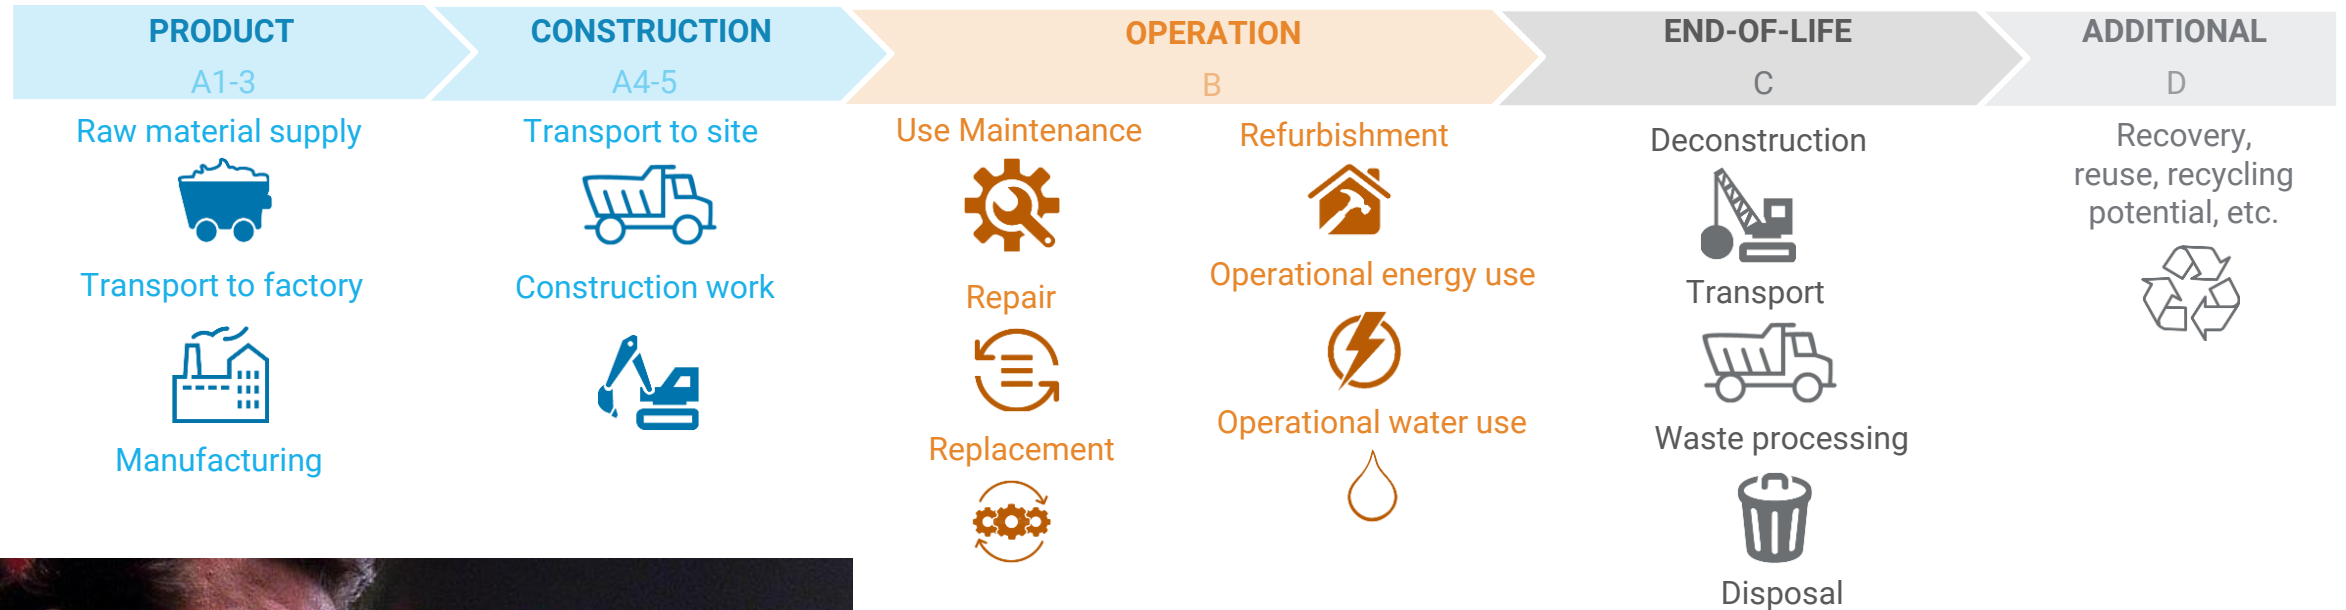 PRODUCT
A1-3
Raw material supply
Transport to factory
Manufacturing
CONSTRUCTION
A4-5
Transport to site
Construction work
OPERATION
B
Use Maintenance
Repair
Replacement
Refurbishment
Operational energy use
Operational water use
END-OF-LIFE
C
Deconstruction
Transport
Waste processing
Disposal
ADDITIONAL
D
Recovery,
reuse, recycling
potential, etc.